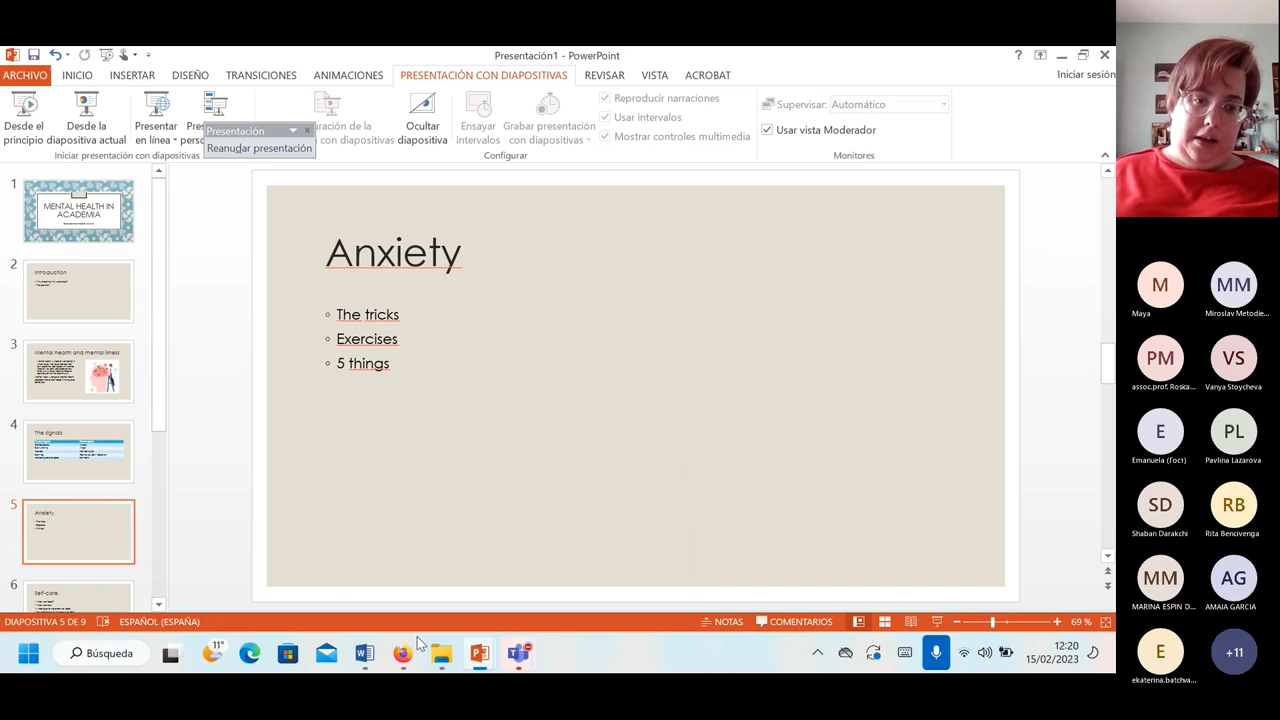 Presentación1 - PowerPoint
?
ARCHIVO INICIO INSERTAR DISEÑO TRANSICIONES ANIMACIONES PRESENTACIÓN CON DIAPOSITIVAS REVISAR VISTA ACROBAT Iniciar sesión
Desde el principio
Desde la diapositiva actual
Presentar en línea
Presentación
Reanudar presentación
Ocultar diapositiva
Ensayar intervalos
Grabar presentación con diapositivas
Reproducir narraciones
Usar intervalos
Mostrar controles multimedia
Supervisar: Automático
Usar vista Moderador
Iniciar presentación con diapositivas
Configurar
Monitores
1
MENTAL HEALTH IN
ACADEMIA
2
Introduction
3
Mental health and mental illness
4
The signals
5
Anxiety
6
Self-care
Anxiety
The tricks
Exercises
5 things
DIAPOSITIVA 5 DE 9 ESPAÑOL (ESPAÑA) NOTAS COMENTARIOS 69 %
11°
Búsqueda
12:20
15/02/2023
M
Maya
MM
Miroslav Metodie...
PM
assoc.prof. Rosica...
VS
Vanya Stoycheva
E
Emanuela (Гост)
PL
Pavlina Lazarova
SD
Shaban Darakchi
RB
Rita Bencivenga
MM
MARINA ESPIN D...
AG
AMAIA GARCIA
E
ekaterina.batchva...
+11